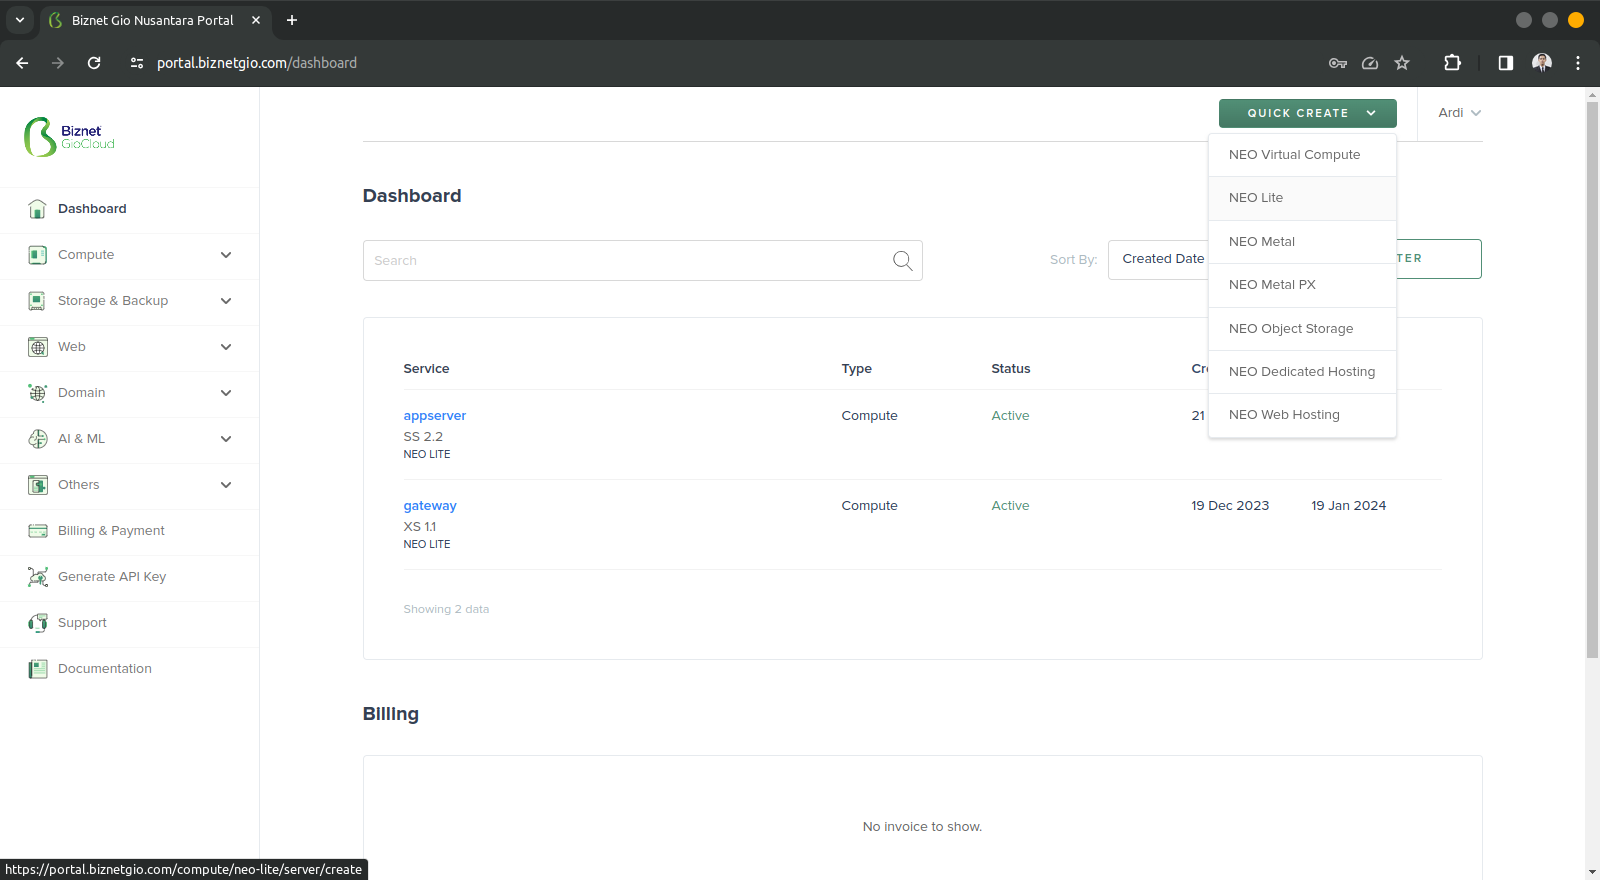 Biznet Gio Nusantara Portal
portal.biznetgio.com/dashboard
Biznet
GioCloud
QUICK CREATE
Ardi
NEO Virtual Compute
NEO Lite
NEO Metal
NEO Metal PX
NEO Object Storage
NEO Dedicated Hosting
NEO Web Hosting
Dashboard
Compute
Storage & Backup
Web
Domain
AI & ML
Others
Billing & Payment
Generate API Key
Support
Documentation
Dashboard
Search
Sort By:
Created Date
TER
Service Type Status Cr
appserver Compute Active 21
SS 2.2
NEO LITE
gateway Compute Active 19 Dec 2023 19 Jan 2024
XS 1.1
NEO LITE
Showing 2 data
Billing
No invoice to show.
https://portal.biznetgio.com/compute/neo-lite/server/create